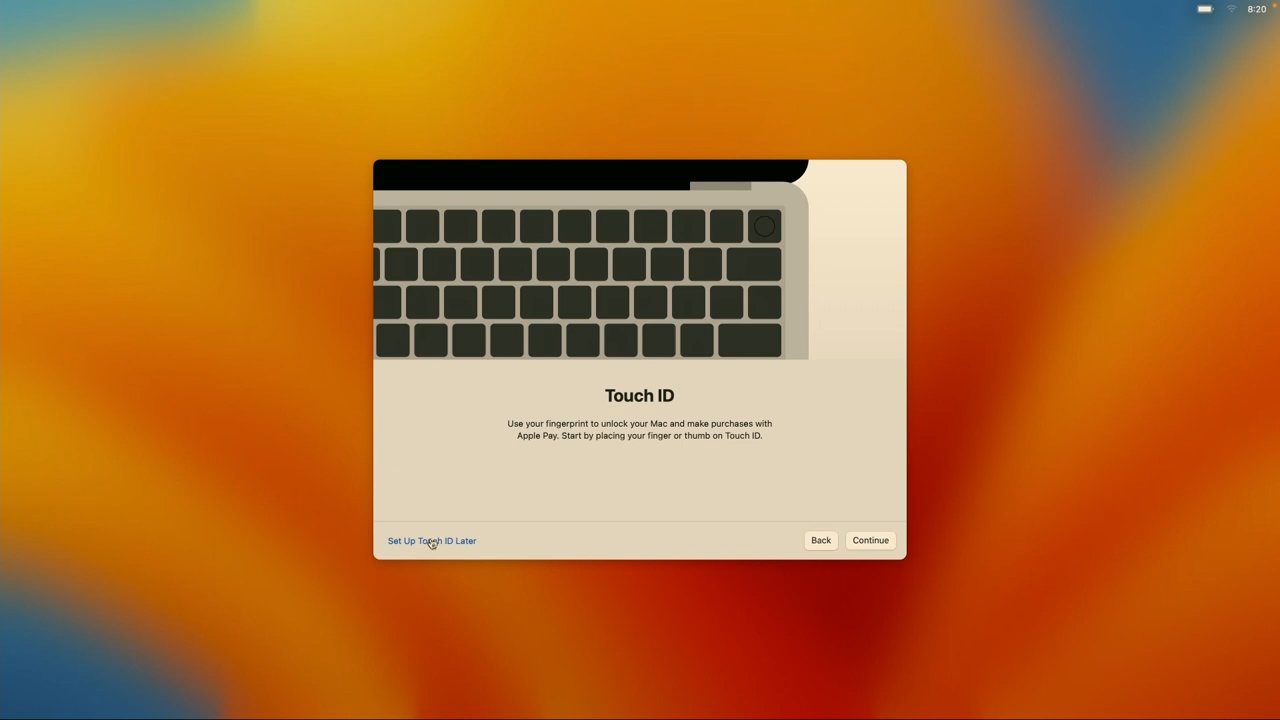 8:20
Touch ID
Use your fingerprint to unlock your Mac and make purchases with
Apple Pay. Start by placing your finger or thumb on Touch ID.
Set Up Touch ID Later
Back
Continue